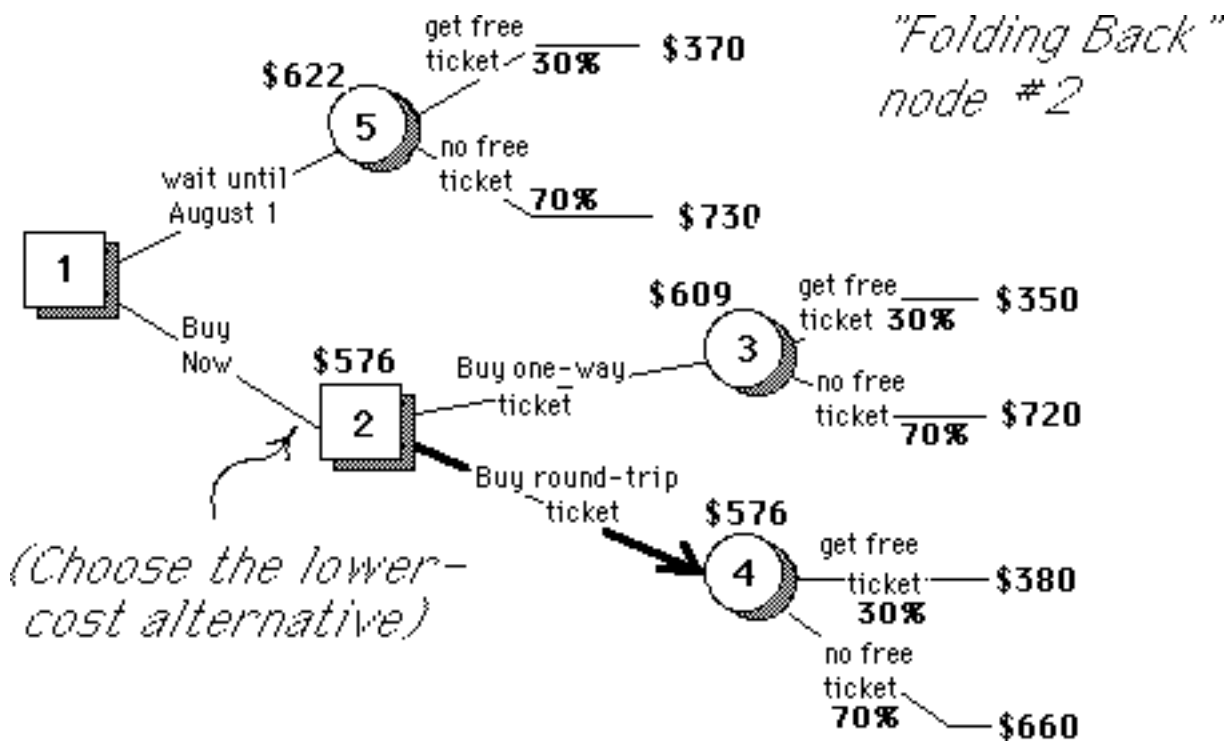 "Folding Back"
node #2
get free
ticket 30% $370
$622
5
no free
ticket
70% $730
wait until
August 1
1
Buy
Now
$576
2
Buy one-way
ticket
$609
3
get free
ticket 30% $350
no free
ticket
70% $720
Buy round-trip
ticket
$576
4
get free
ticket $380
30%
no free
ticket
70% $660
(Choose the lower-
cost alternative)